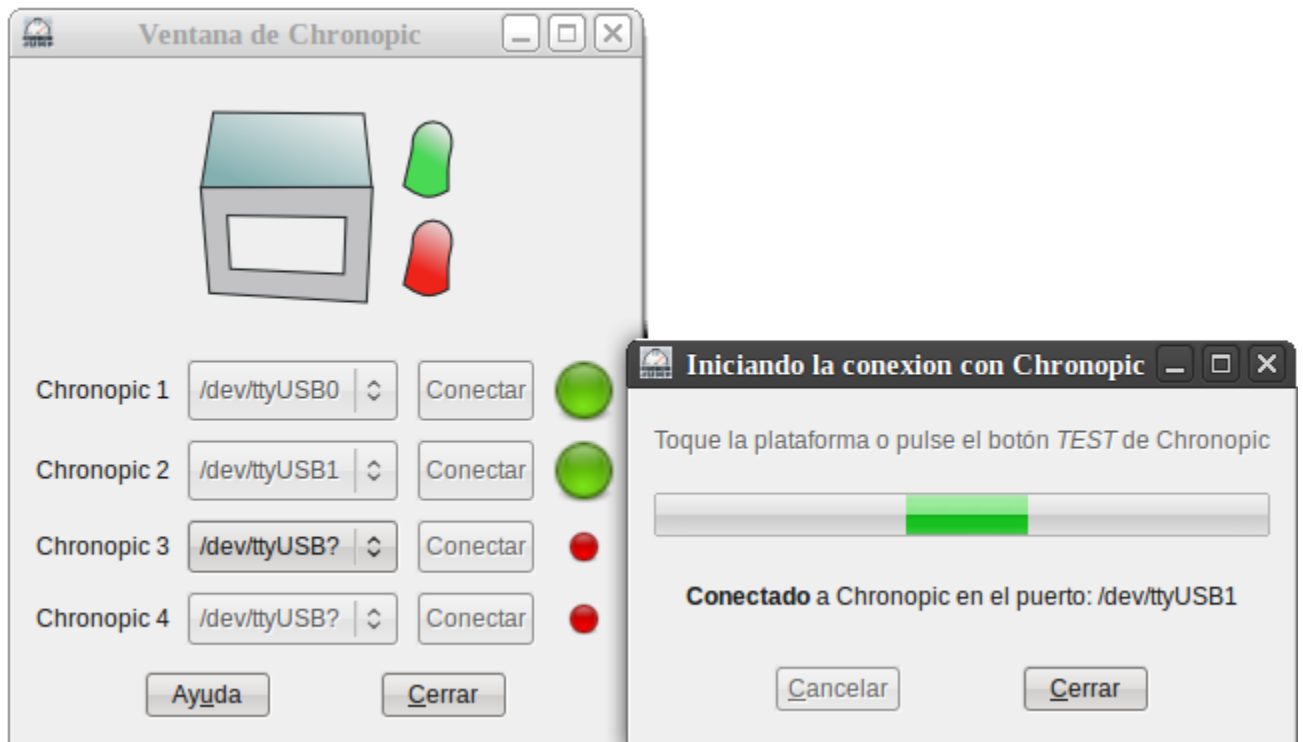 Ventana de Chronopic
Chronopic 1 /dev/ttyUSB0 Conectar
Chronopic 2 /dev/ttyUSB1 Conectar
Chronopic 3 /dev/ttyUSB? Conectar
Chronopic 4 /dev/ttyUSB? Conectar
Ayuda Cerrar
Iniciando la conexion con Chronopic
Toque la plataforma o pulse el botón TEST de Chronopic
Conectado a Chronopic en el puerto: /dev/ttyUSB1
Cancelar Cerrar